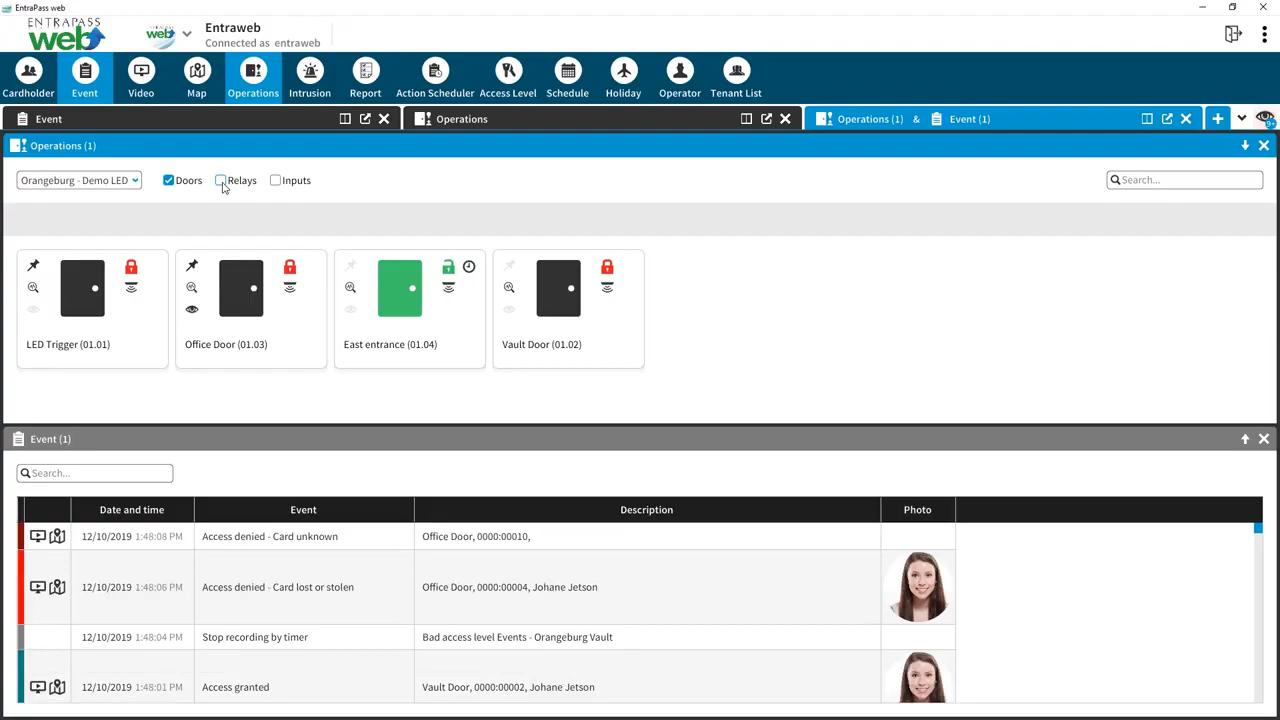 EntraPass web
ENTRAPASS
web
web
Entraweb
Connected as entraweb
Cardholder
Event
Video
Map
Operations
Intrusion
Report
Action Scheduler
Access Level
Schedule
Holiday
Operator
Tenant List
Event
Operations
Operations (1) & Event (1)
9+
Operations (1)
Orangeburg - Demo LED
Doors
Relays
Inputs
Search...
LED Trigger (01.01)
Office Door (01.03)
East entrance (01.04)
Vault Door (01.02)
Event (1)
Search...
Date and time Event Description Photo
12/10/2019 1:48:08 PM Access denied - Card unknown Office Door, 0000:00010,
12/10/2019 1:48:06 PM Access denied - Card lost or stolen Office Door, 0000:00004, Johane Jetson
12/10/2019 1:48:04 PM Stop recording by timer Bad access level Events - Orangeburg Vault
12/10/2019 1:48:01 PM Access granted Vault Door, 0000:00002, Johane Jetson